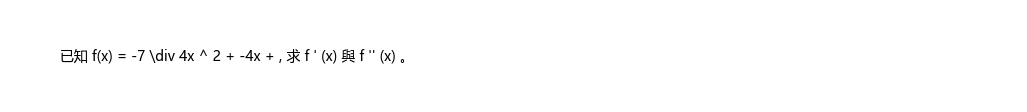 已知 f(x) = -7 \div 4x ^ 2 + -4x + , 求 f ' (x) 與 f '' (x) 。